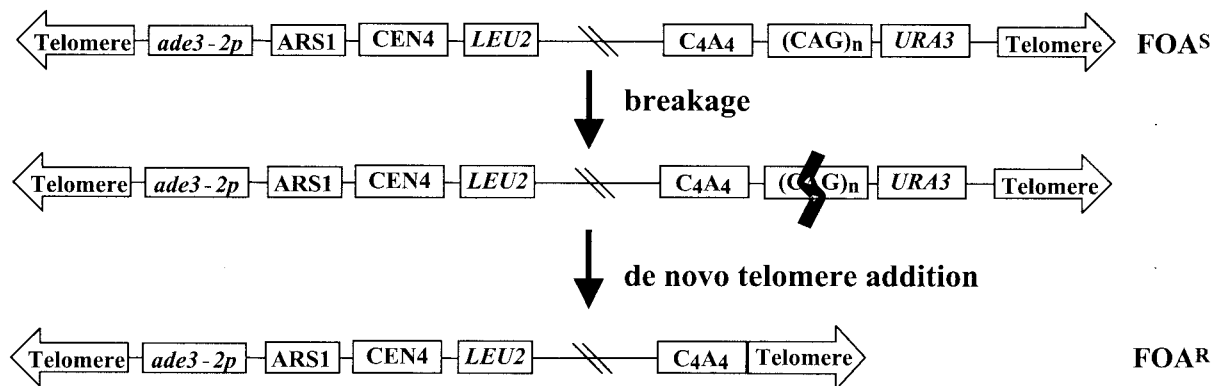 Telomere ade3-2p ARS1 CEN4 LEU2 C4A4 (CAG)n URA3 Telomere FOAS
breakage
Telomere ade3-2p ARS1 CEN4 LEU2 C4A4 (CAG)n URA3 Telomere
de novo telomere addition
Telomere ade3-2p ARS1 CEN4 LEU2 C4A4 Telomere FOAR